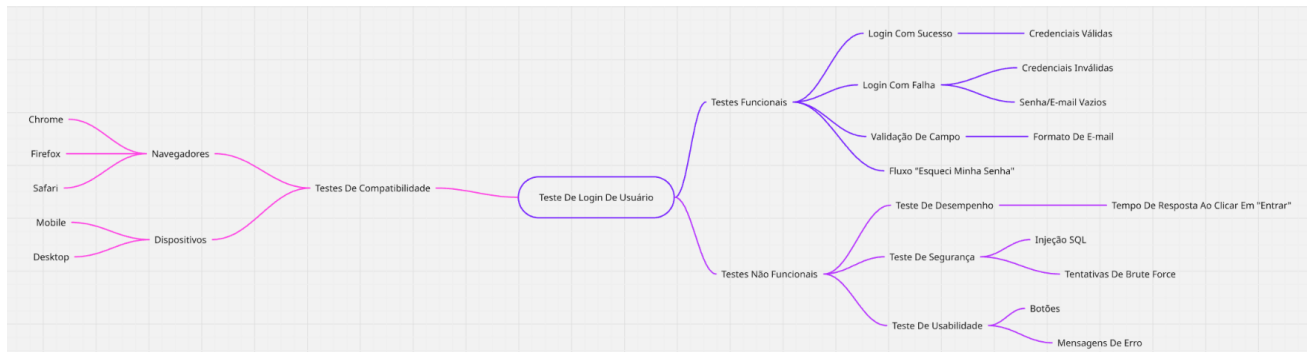 Teste De Login De Usuário
Testes Funcionais
Login Com Sucesso
Credenciais Válidas
Login Com Falha
Credenciais Inválidas
Senha/E-mail Vazios
Validação De Campo
Formato De E-mail
Fluxo "Esqueci Minha Senha"
Testes Não Funcionais
Teste De Desempenho
Tempo De Resposta Ao Clicar Em "Entrar"
Teste De Segurança
Injeção SQL
Tentativas De Brute Force
Teste De Usabilidade
Botões
Mensagens De Erro
Testes De Compatibilidade
Navegadores
Chrome
Firefox
Safari
Dispositivos
Mobile
Desktop